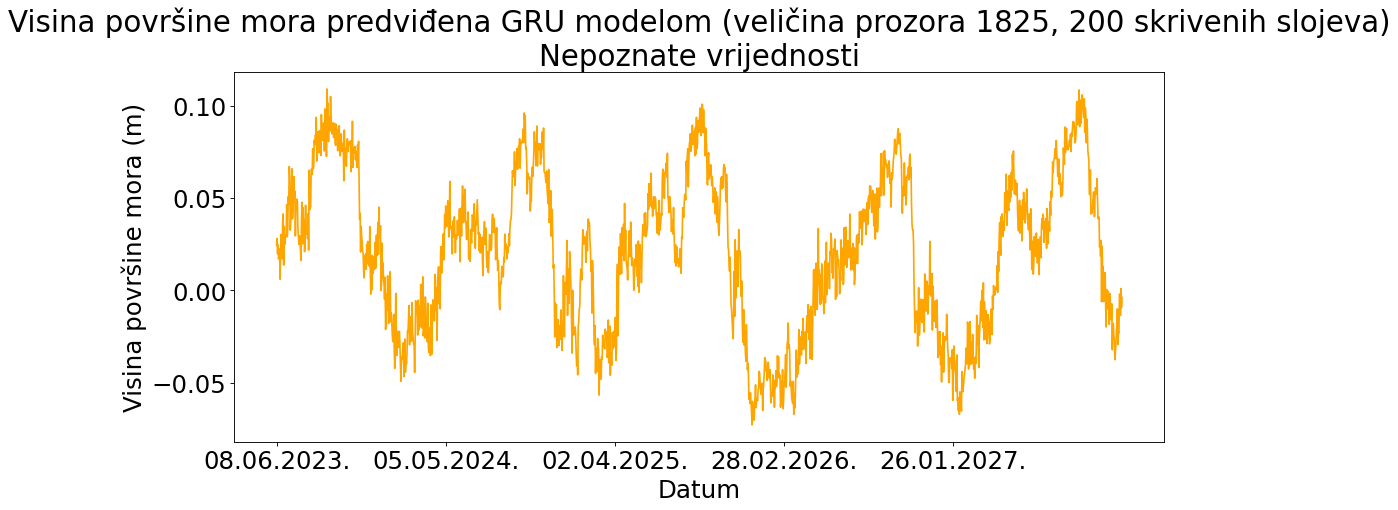 Visina površine mora predviđena GRU modelom (veličina prozora 1825, 200 skrivenih slojeva)
Nepoznate vrijednosti
Visina površine mora (m)
0.10
0.05
0.00
−0.05
08.06.2023. 05.05.2024. 02.04.2025. 28.02.2026. 26.01.2027.
Datum